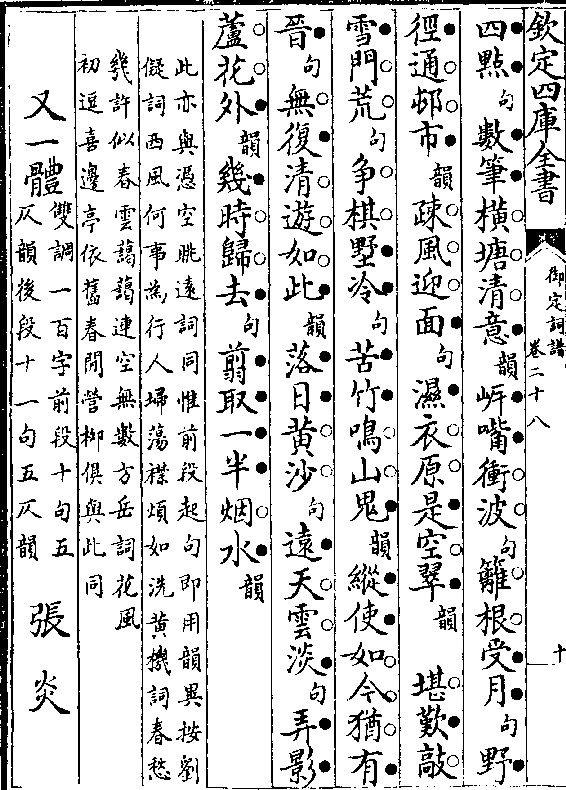 欽定四庫全書
御定詞譜
卷二十八
十
四點句數筆橫塘清意韻㟁嘴衝波句籬根受月句野
徑通邨市韻疎風迎面句濕衣原是空翠韻 堪歎敲
雪門荒句争棋墅冷句苦竹鳴山鬼韻縱使如今猶有
晉句無復清遊如此韻落日黄沙句遠天雲淡句弄影
蘆花外韻幾時歸去句翦取一半烟水韻
此亦與憑空眺遠詞同惟前段起句即用韻異按劉
儗詞西風何事為行人掃蕩襟煩如洗黄機詞春愁
幾許似春雲藹藹連空無數方岳詞花風
初逗喜邊亭依舊春閒營柳俱與此同
又一體
雙調一百字前段十句五
仄韻後段十一句五仄韻
張炎